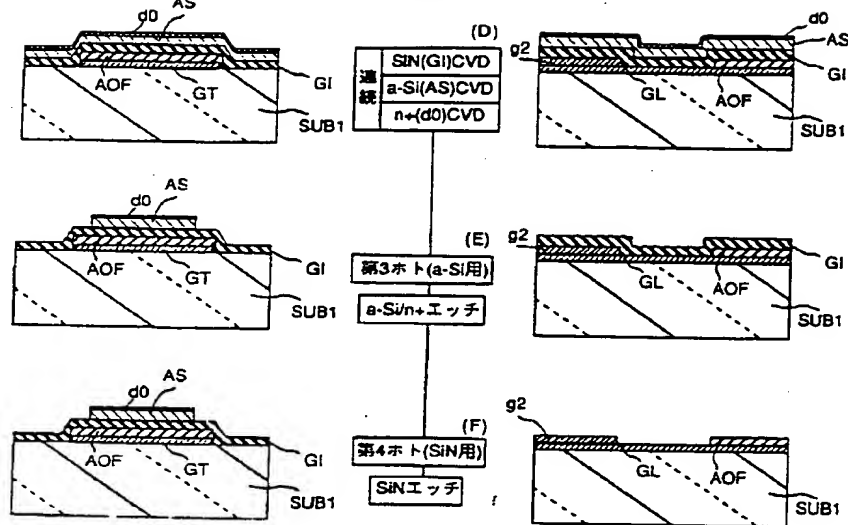 d0
AS
GI
AOF
GT
SUB1
(D)
連続
SiN(GI)CVD
a-Si(AS)CVD
n+(d0)CVD
d0
AS
g2
GI
GL
AOF
SUB1
AS
d0
GI
AOF
GT
SUB1
(E)
第3ホト(a-Si用)
a-Si/n+エッチ
g2
GI
GL
AOF
SUB1
AS
d0
GI
AOF
GT
SUB1
(F)
第4ホト(SiN用)
SiNエッチ
g2
GL
AOF
SUB1